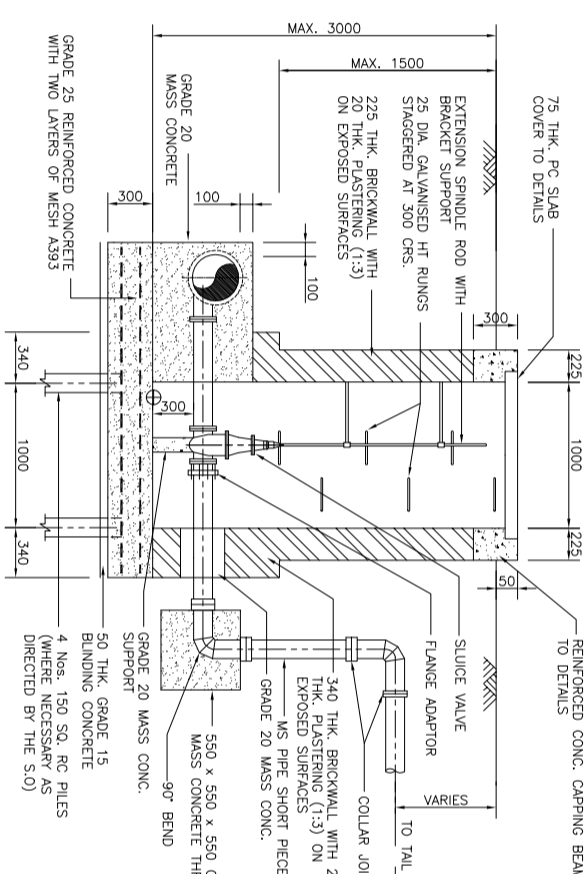 75 THK. PC SLAB
COVER TO DETAILS
EXTENSION SPINDLE ROD WITH
BRACKET SUPPORT
25 DIA. GALVANISED HT RUNGS
STAGGERED AT 300 CRS.
225 THK. BRICKWALL WITH
20 THK. PLASTERING (1:3)
ON EXPOSED SURFACES
GRADE 20
MASS CONCRETE
GRADE 25 REINFORCED CONCRETE
WITH TWO LAYERS OF MESH A393
MAX. 3000
MAX. 1500
300
100
100
300
225
1000
225
50
300
340
1000
340
REINFORCED CONC. CAPPING BEAM
TO DETAILS
VARIES
TO TAIL
SLUICE VALVE
FLANGE ADAPTOR
COLLAR
340 THK. BRICKWALL WITH
THK. PLASTERING (1:3) ON
EXPOSED SURFACES
MS PIPE SHORT PIECE
GRADE 20 MASS CONC.
550 x 550 x 550
MASS CONCRETE
90° BEND
GRADE 20 MASS CONC.
SUPPORT
50 THK. GRADE 15
BLINDING CONCRETE
4 Nos. 150 SQ. RC PILES
(WHERE NECESSARY AS
DIRECTED BY THE S.O)